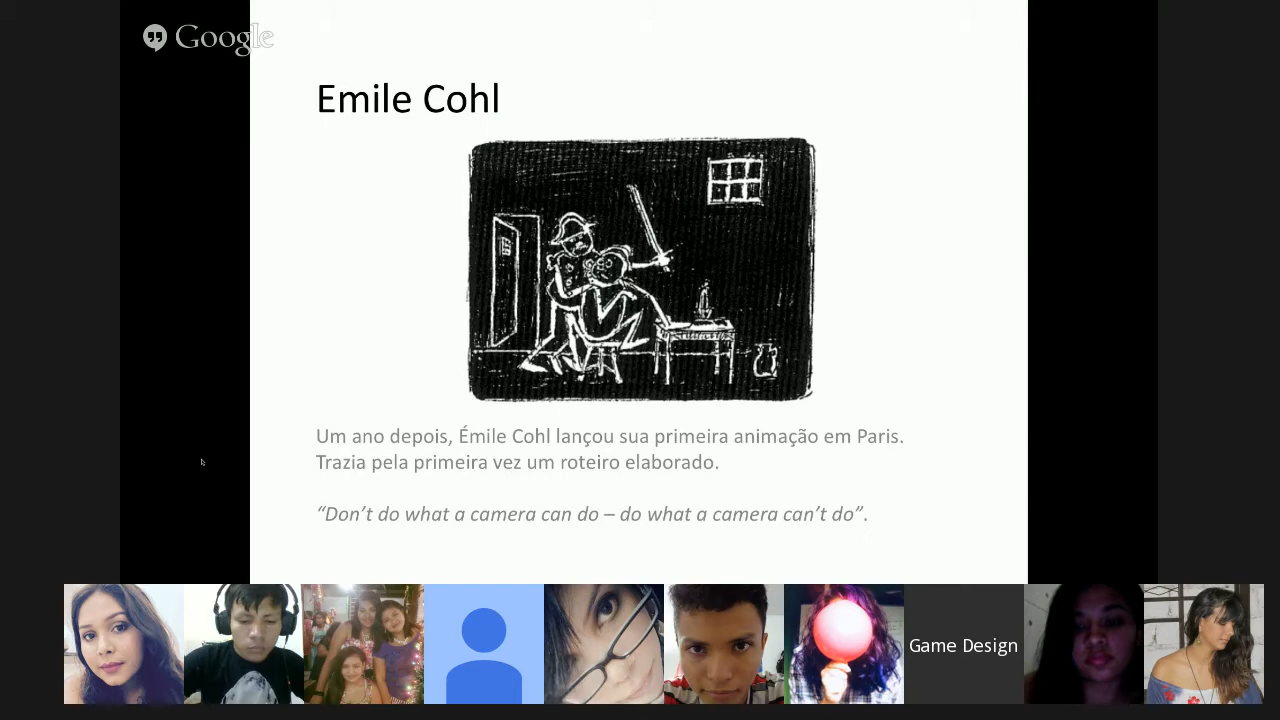 Google
Emile Cohl
Um ano depois, Émile Cohl lançou sua primeira animação em Paris.
Trazia pela primeira vez um roteiro elaborado.
“Don’t do what a camera can do – do what a camera can’t do”.
Game Design